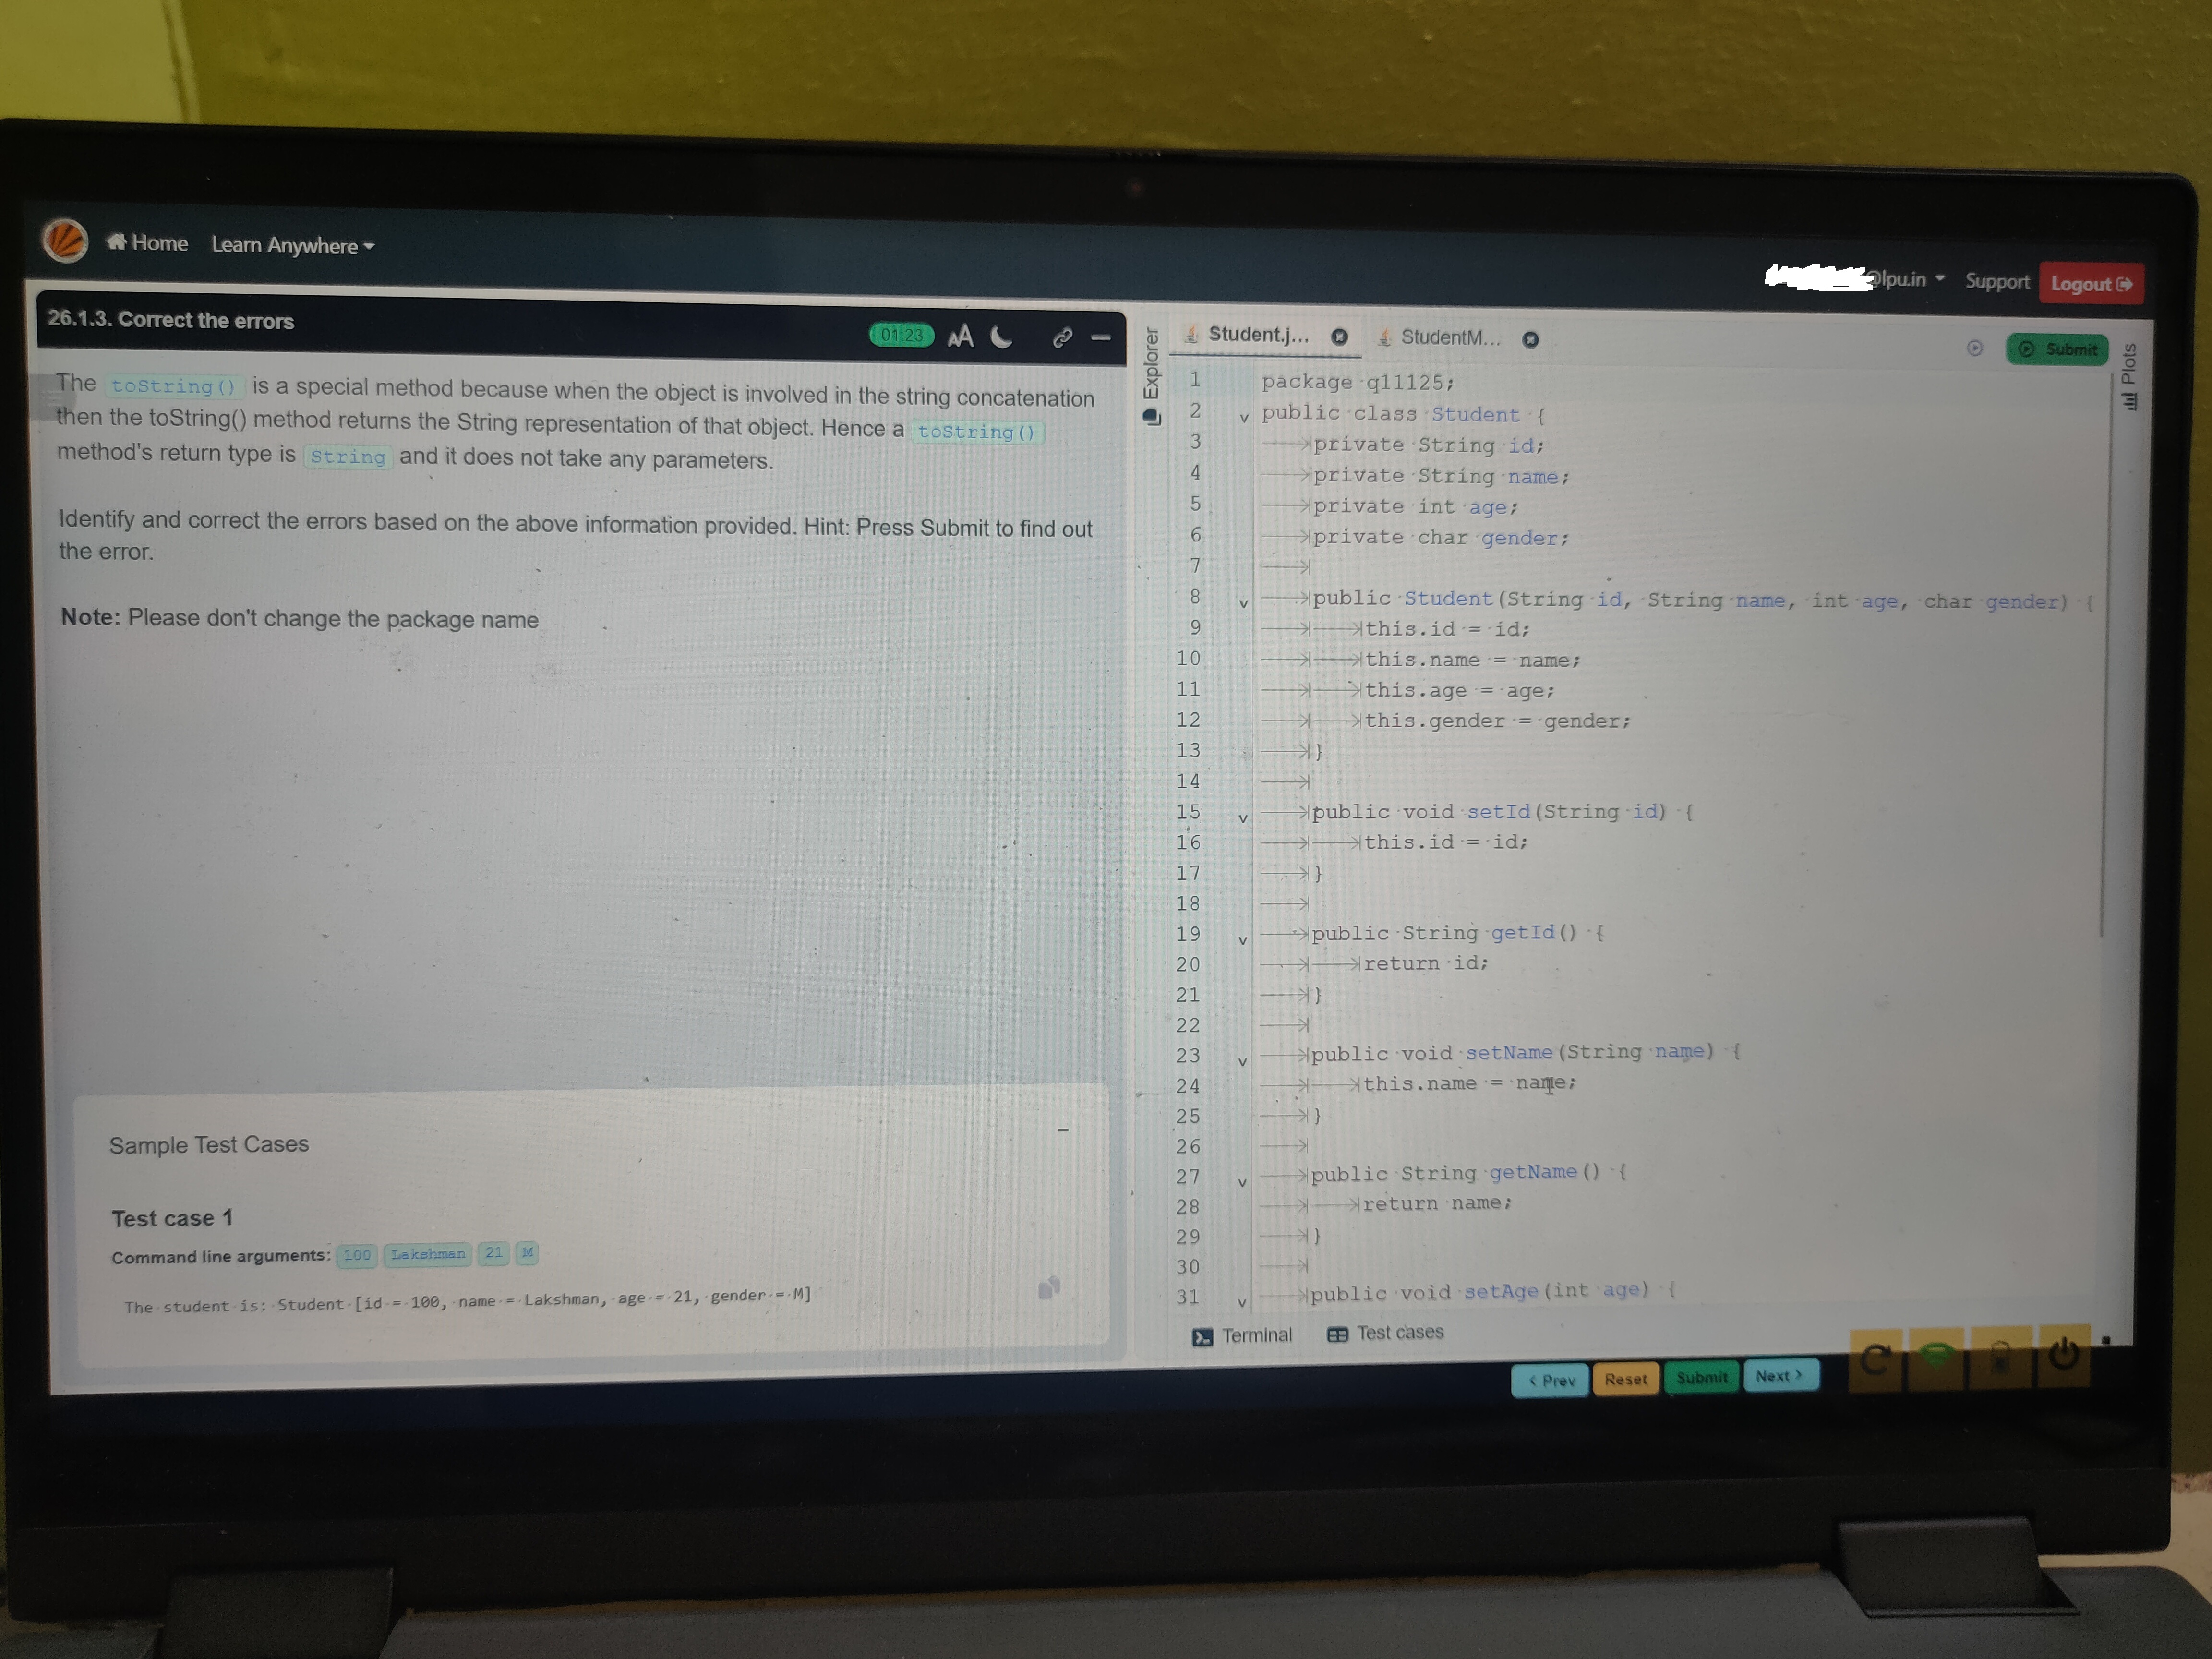 Home Learn Anywhere
@lpu.in Support Logout
26.1.3. Correct the errors
01:23 AA
The toString() is a special method because when the object is involved in the string concatenation
then the toString() method returns the String representation of that object. Hence a toString()
method's return type is String and it does not take any parameters.
Identify and correct the errors based on the above information provided. Hint: Press Submit to find out
the error.
Note: Please don't change the package name
Sample Test Cases
Test case 1
Command line arguments: 100 Lakshman 21 M
The student is: Student [id = 100, name = Lakshman, age = 21, gender = M]
Explorer
Student.j... StudentM...
Submit
Plots
1 package q11125;
2 public class Student {
3 private String id;
4 private String name;
5 private int age;
6 private char gender;
7
8 public Student(String id, String name, int age, char gender) {
9 this.id = id;
10 this.name = name;
11 this.age = age;
12 this.gender = gender;
13 }
14
15 public void setId(String id) {
16 this.id = id;
17 }
18
19 public String getId() {
20 return id;
21 }
22
23 public void setName(String name) {
24 this.name = name;
25 }
26
27 public String getName() {
28 return name;
29 }
30
31 public void setAge(int age) {
Terminal Test cases
< Prev Reset Submit Next >